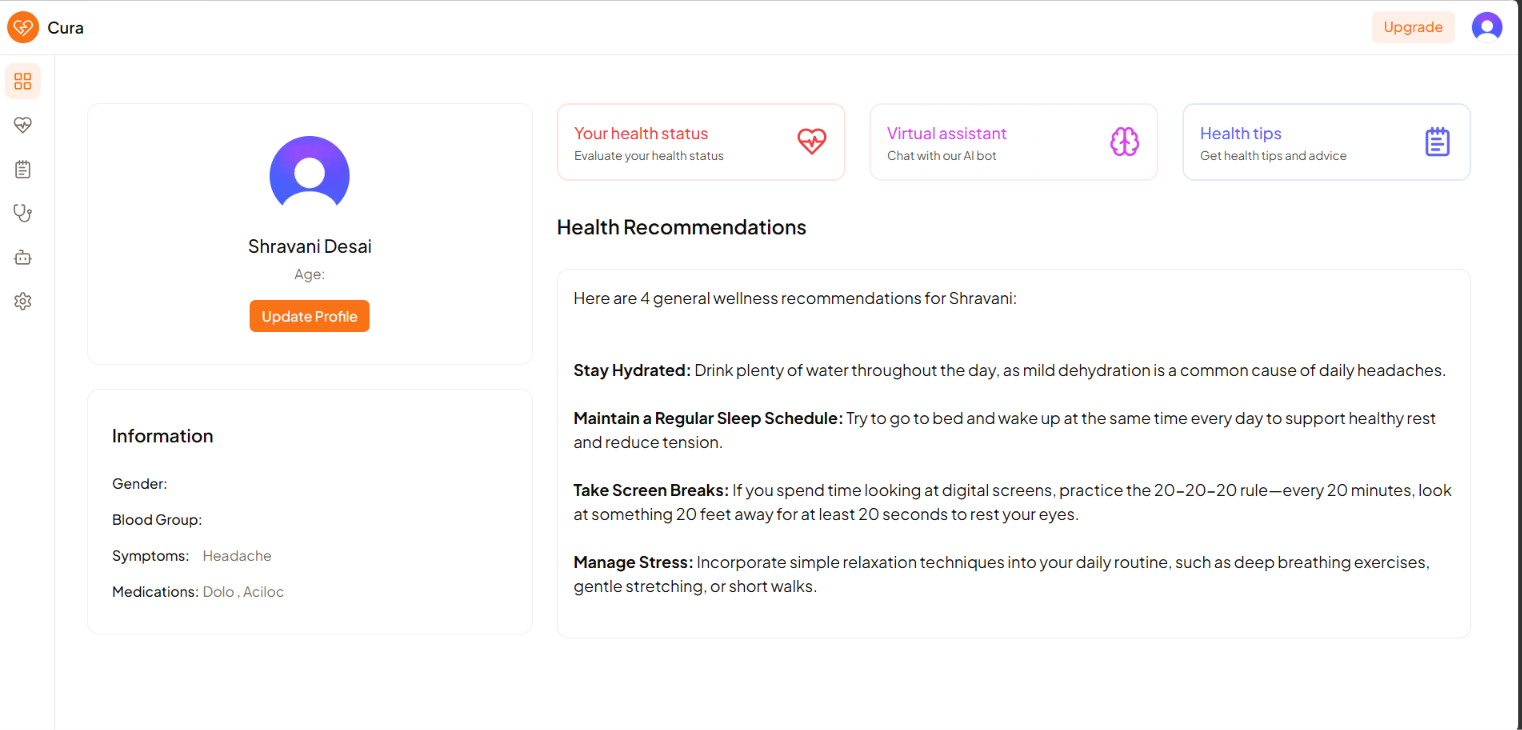 Cura
Upgrade
Shravani Desai
Age:
Update Profile
Information
Gender:
Blood Group:
Symptoms: Headache
Medications: Dolo , Aciloc
Your health status
Evaluate your health status
Virtual assistant
Chat with our AI bot
Health tips
Get health tips and advice
Health Recommendations
Here are 4 general wellness recommendations for Shravani:
Stay Hydrated: Drink plenty of water throughout the day, as mild dehydration is a common cause of daily headaches.
Maintain a Regular Sleep Schedule: Try to go to bed and wake up at the same time every day to support healthy rest
and reduce tension.
Take Screen Breaks: If you spend time looking at digital screens, practice the 20-20-20 rule—every 20 minutes, look
at something 20 feet away for at least 20 seconds to rest your eyes.
Manage Stress: Incorporate simple relaxation techniques into your daily routine, such as deep breathing exercises,
gentle stretching, or short walks.